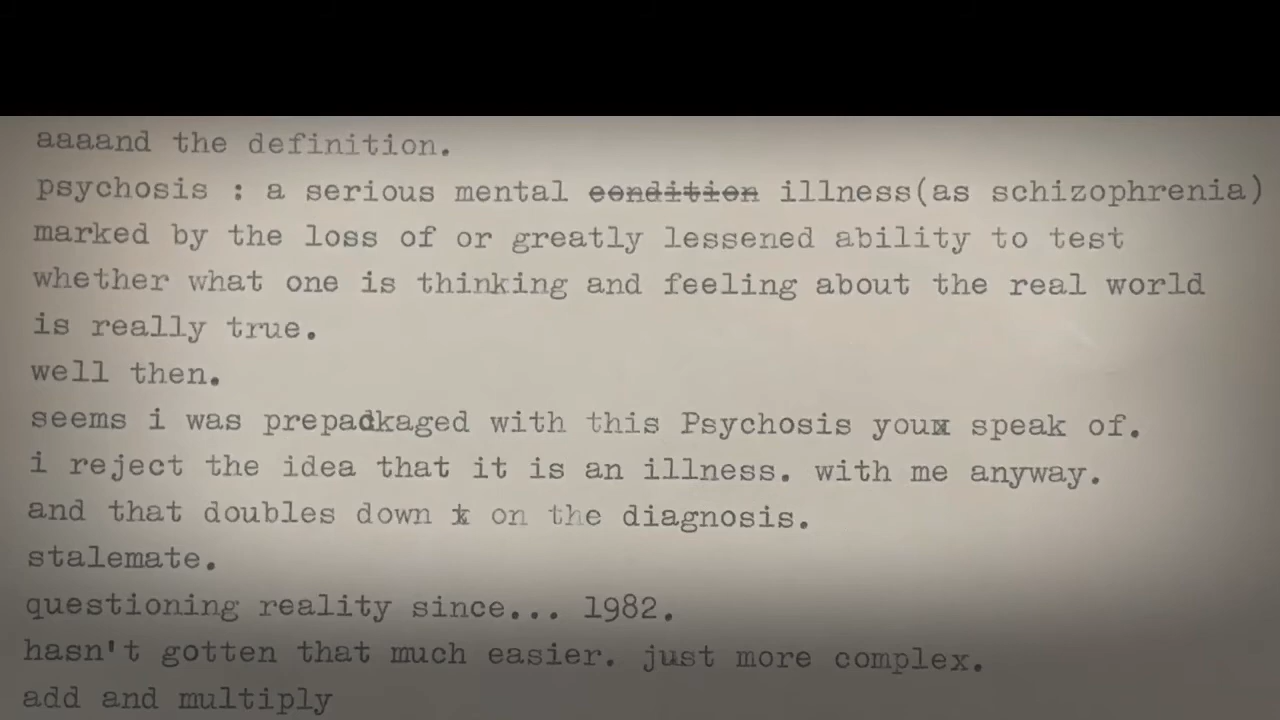 aaaand the definition.
psychosis : a serious mental condition illness(as schizophrenia)
marked by the loss of or greatly lessened ability to test
whether what one is thinking and feeling about the real world
is really true.
well then.
seems i was prepadkaged with this Psychosis youx speak of.
i reject the idea that it is an illness. with me anyway.
and that doubles down on the diagnosis.
stalemate.
questioning reality since... 1982.
hasn't gotten that much easier. just more complex.
add and multiply